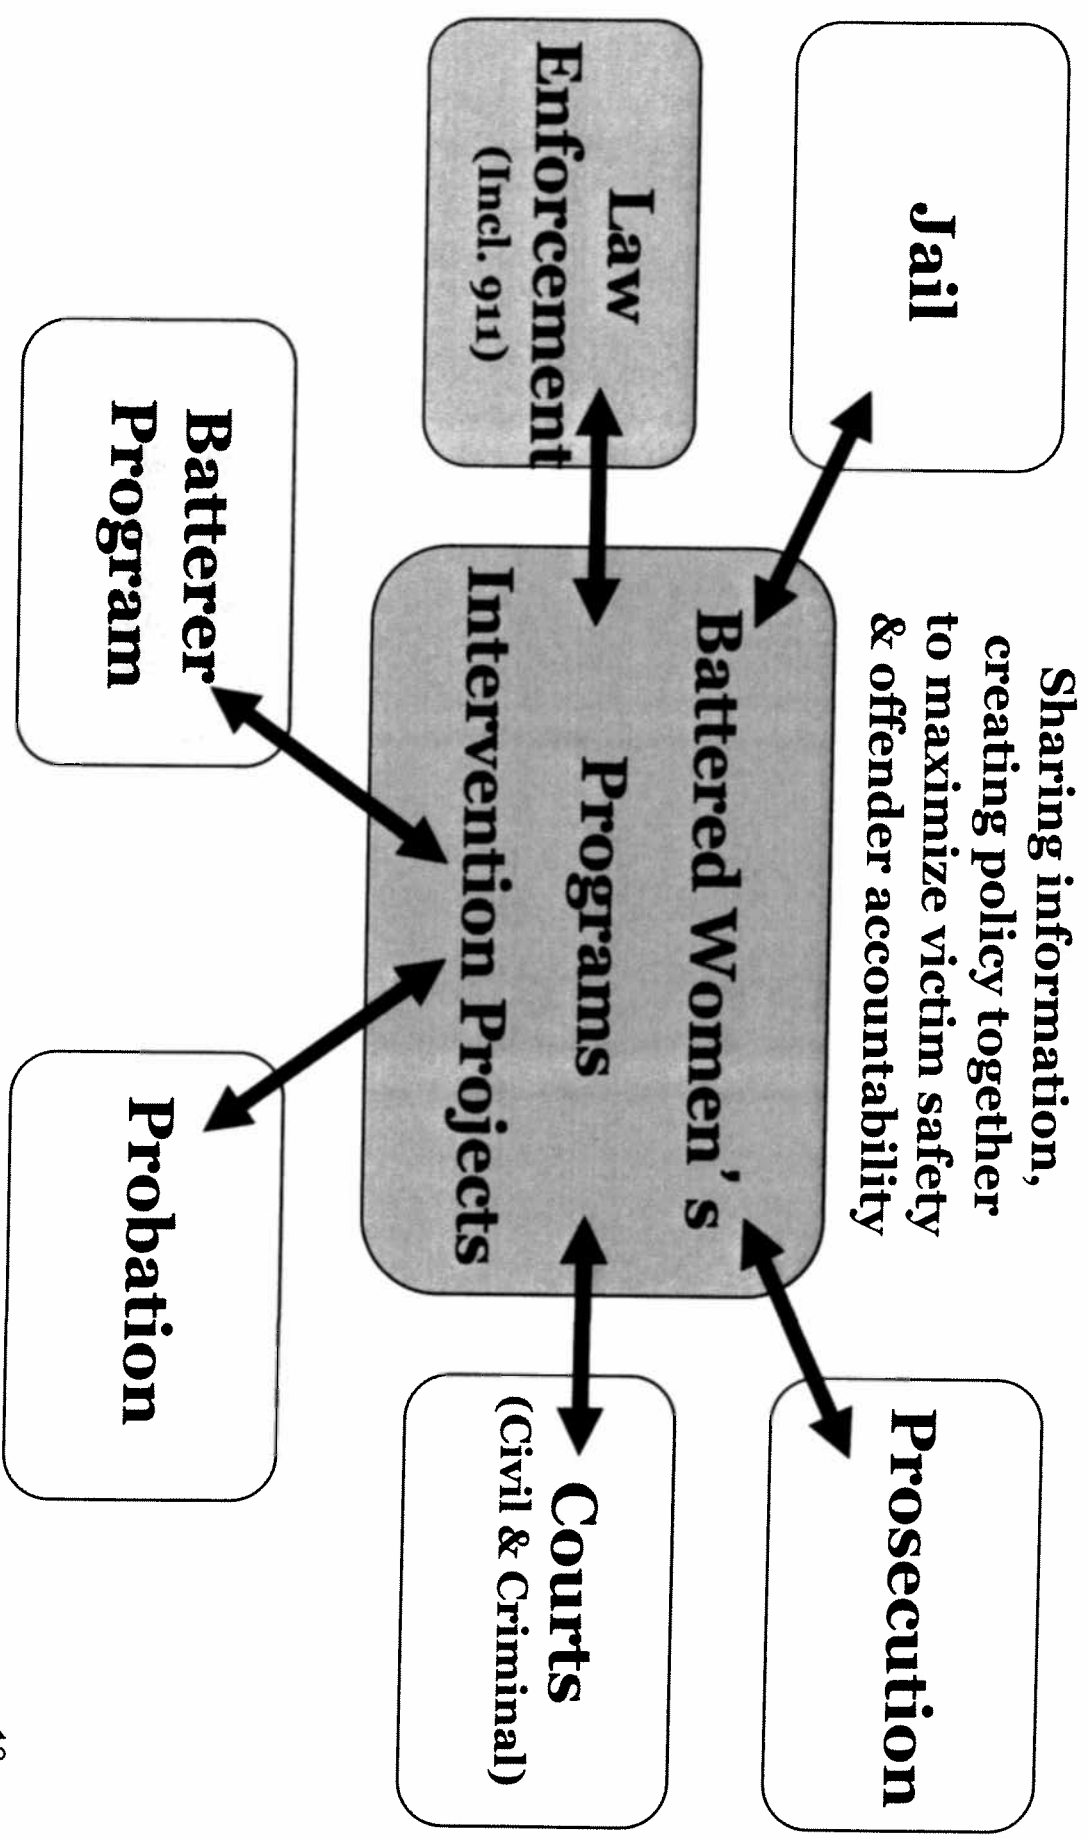 Sharing information,
creating policy together
to maximize victim safety
& offender accountability
Jail
Prosecution
Battered Women's
Programs
Intervention Projects
Law
Enforcement
(Incl. 911)
Courts
(Civil & Criminal)
Batterer
Program
Probation